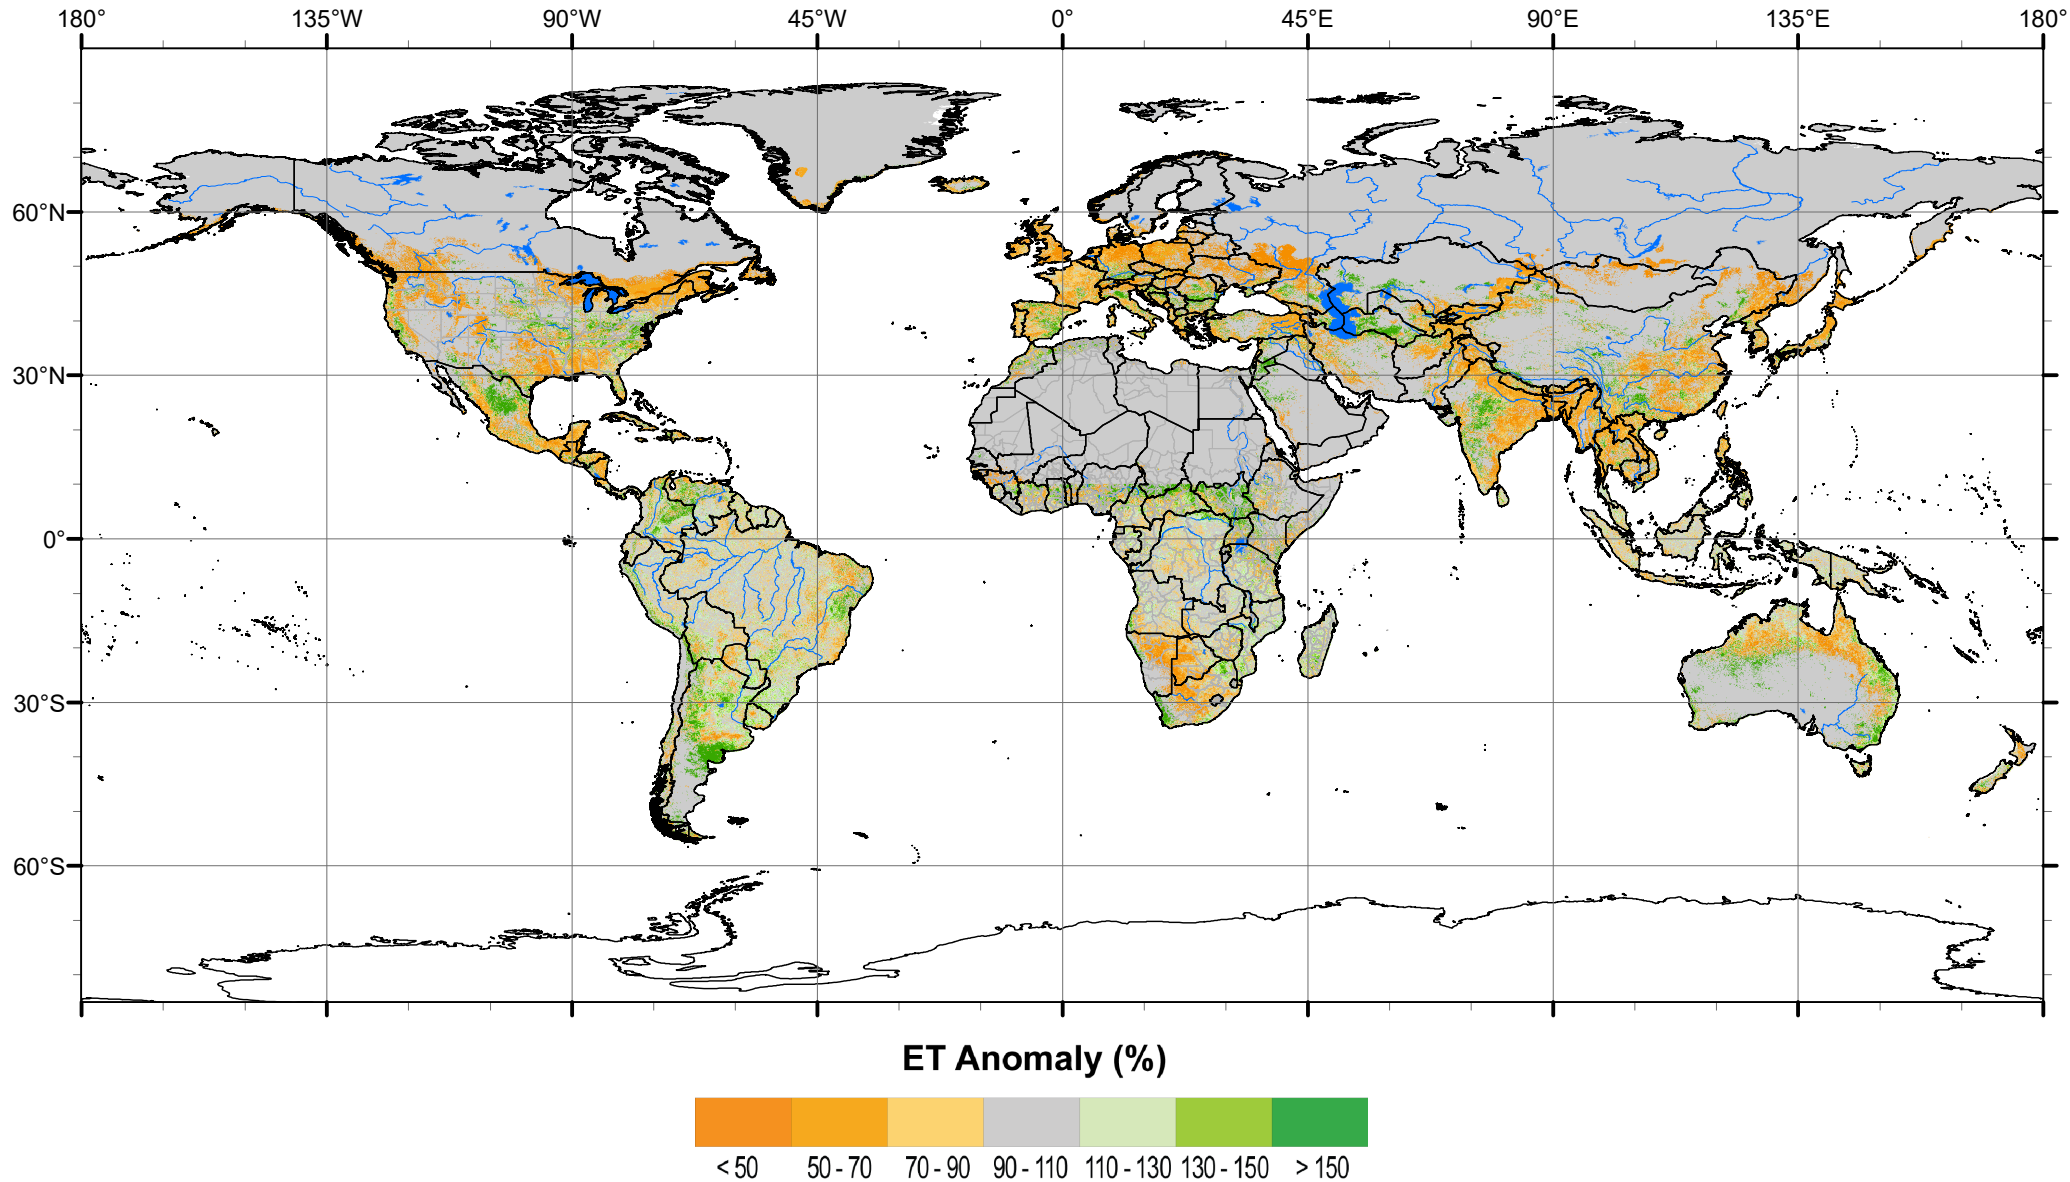 180° 135°W 90°W 45°W 0° 45°E 90°E 135°E 180°
60°N
30°N
0°
30°S
60°S
ET Anomaly (%)
< 50 50 - 70 70 - 90 90 - 110 110 - 130 130 - 150 > 150